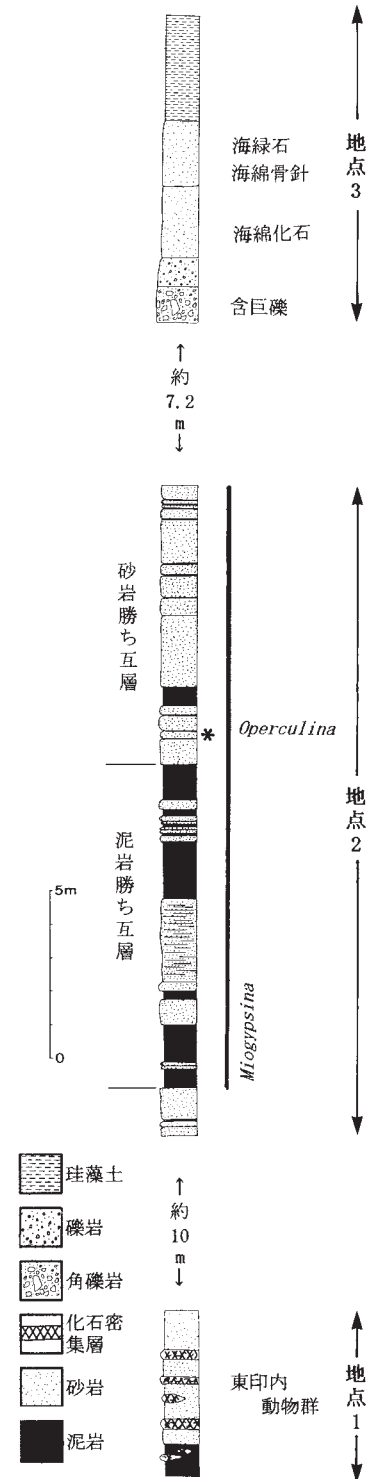 海緑石
海綿骨針
海綿化石
含巨礫
地点3
↑
約
7.2
m
↓
砂岩勝ち互層
*
Operculina
泥岩勝ち互層
地点2
5m
0
Miogypsina
珪藻土
礫岩
角礫岩
化石密
集層
砂岩
泥岩
↑
約
10
m
↓
東印内
動物群
地点1